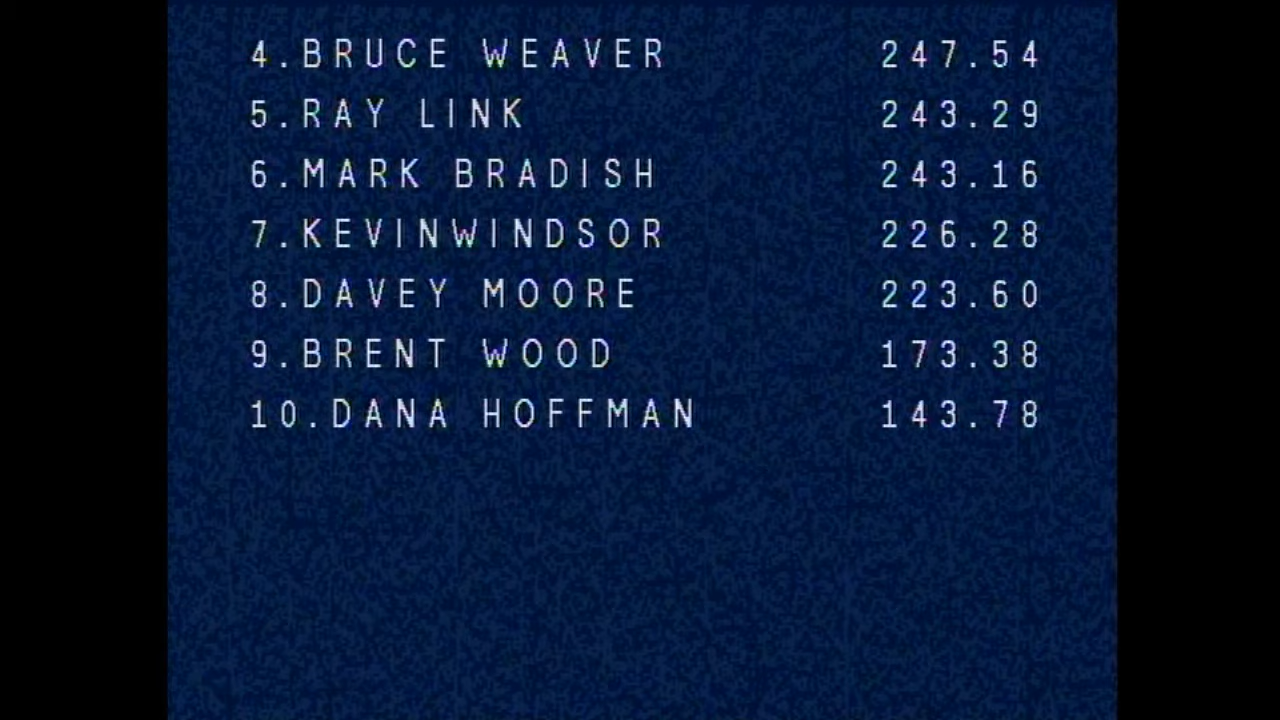 4.BRUCE WEAVER 247.54
5.RAY LINK 243.29
6.MARK BRADISH 243.16
7.KEVINWINDSOR 226.28
8.DAVEY MOORE 223.60
9.BRENT WOOD 173.38
10.DANA HOFFMAN 143.78